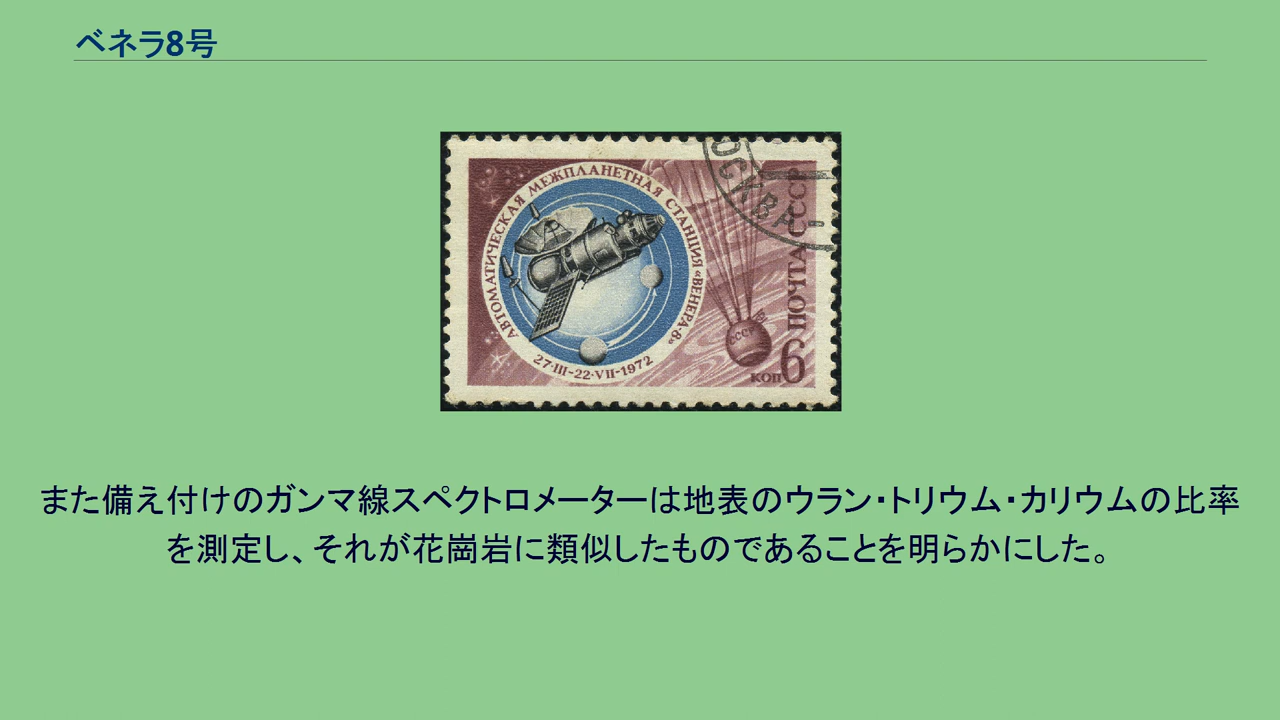 ベネラ8号
АВТОМАТИЧЕСКАЯ МЕЖПЛАНЕТНАЯ СТАНЦИЯ «ВЕНЕРА-8»
27·III-22·VII-1972
ОСКВА -
ПОЧТА СССР
СССР
6
КОП
また備え付けのガンマ線スペクトロメーターは地表のウラン・トリウム・カリウムの比率
を測定し、それが花崗岩に類似したものであることを明らかにした。